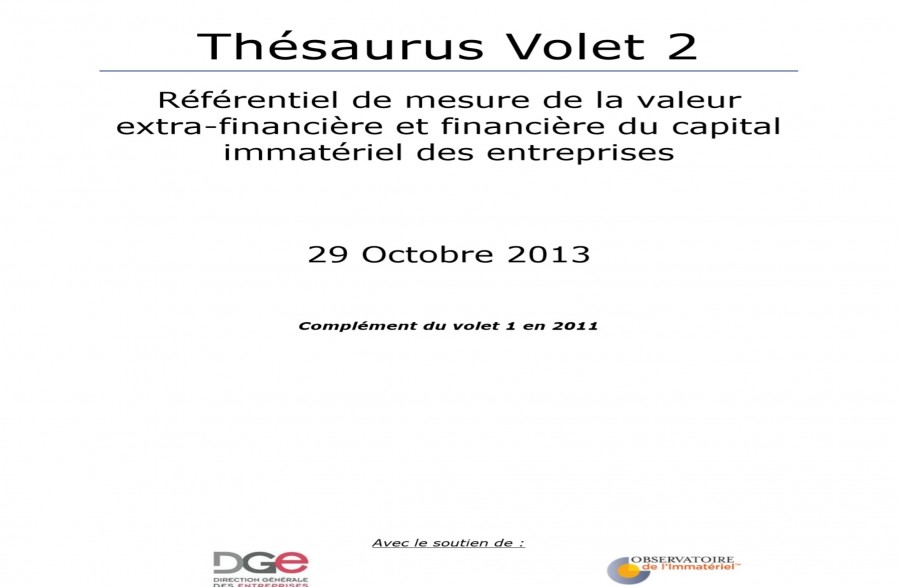 Thésaurus Volet 2
Référentiel de mesure de la valeur
extra-financière et financière du capital
immatériel des entreprises
29 Octobre 2013
Complément du volet 1 en 2011
Avec le soutien de :
DGe
DIRECTION GÉNÉRALE
DES ENTREPRISES
OBSERVATOIRE
de l'Immatériel™